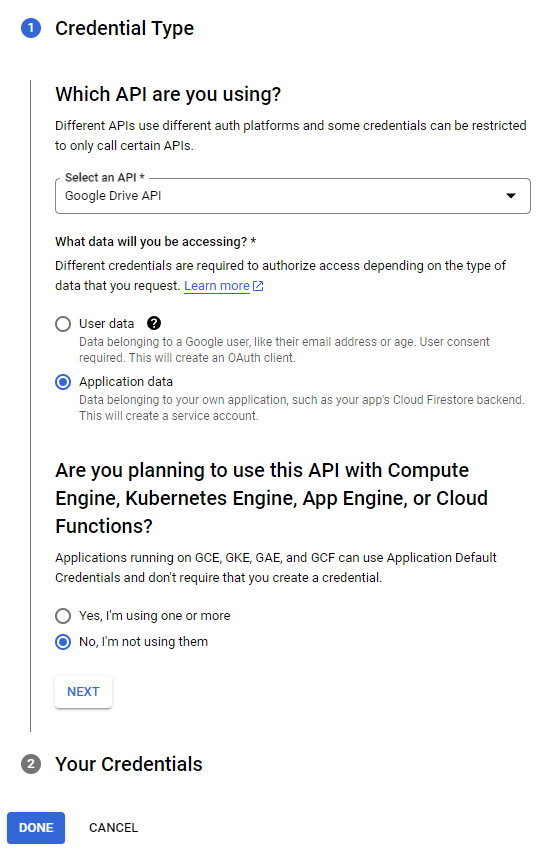 1 Credential Type
Which API are you using?
Different APIs use different auth platforms and some credentials can be restricted
to only call certain APIs.
Select an API *
Google Drive API
What data will you be accessing? *
Different credentials are required to authorize access depending on the type of
data that you request. Learn more
User data ?
Data belonging to a Google user, like their email address or age. User consent
required. This will create an OAuth client.
Application data
Data belonging to your own application, such as your app's Cloud Firestore backend.
This will create a service account.
Are you planning to use this API with Compute
Engine, Kubernetes Engine, App Engine, or Cloud
Functions?
Applications running on GCE, GKE, GAE, and GCF can use Application Default
Credentials and don't require that you create a credential.
Yes, I'm using one or more
No, I'm not using them
NEXT
2 Your Credentials
DONE CANCEL